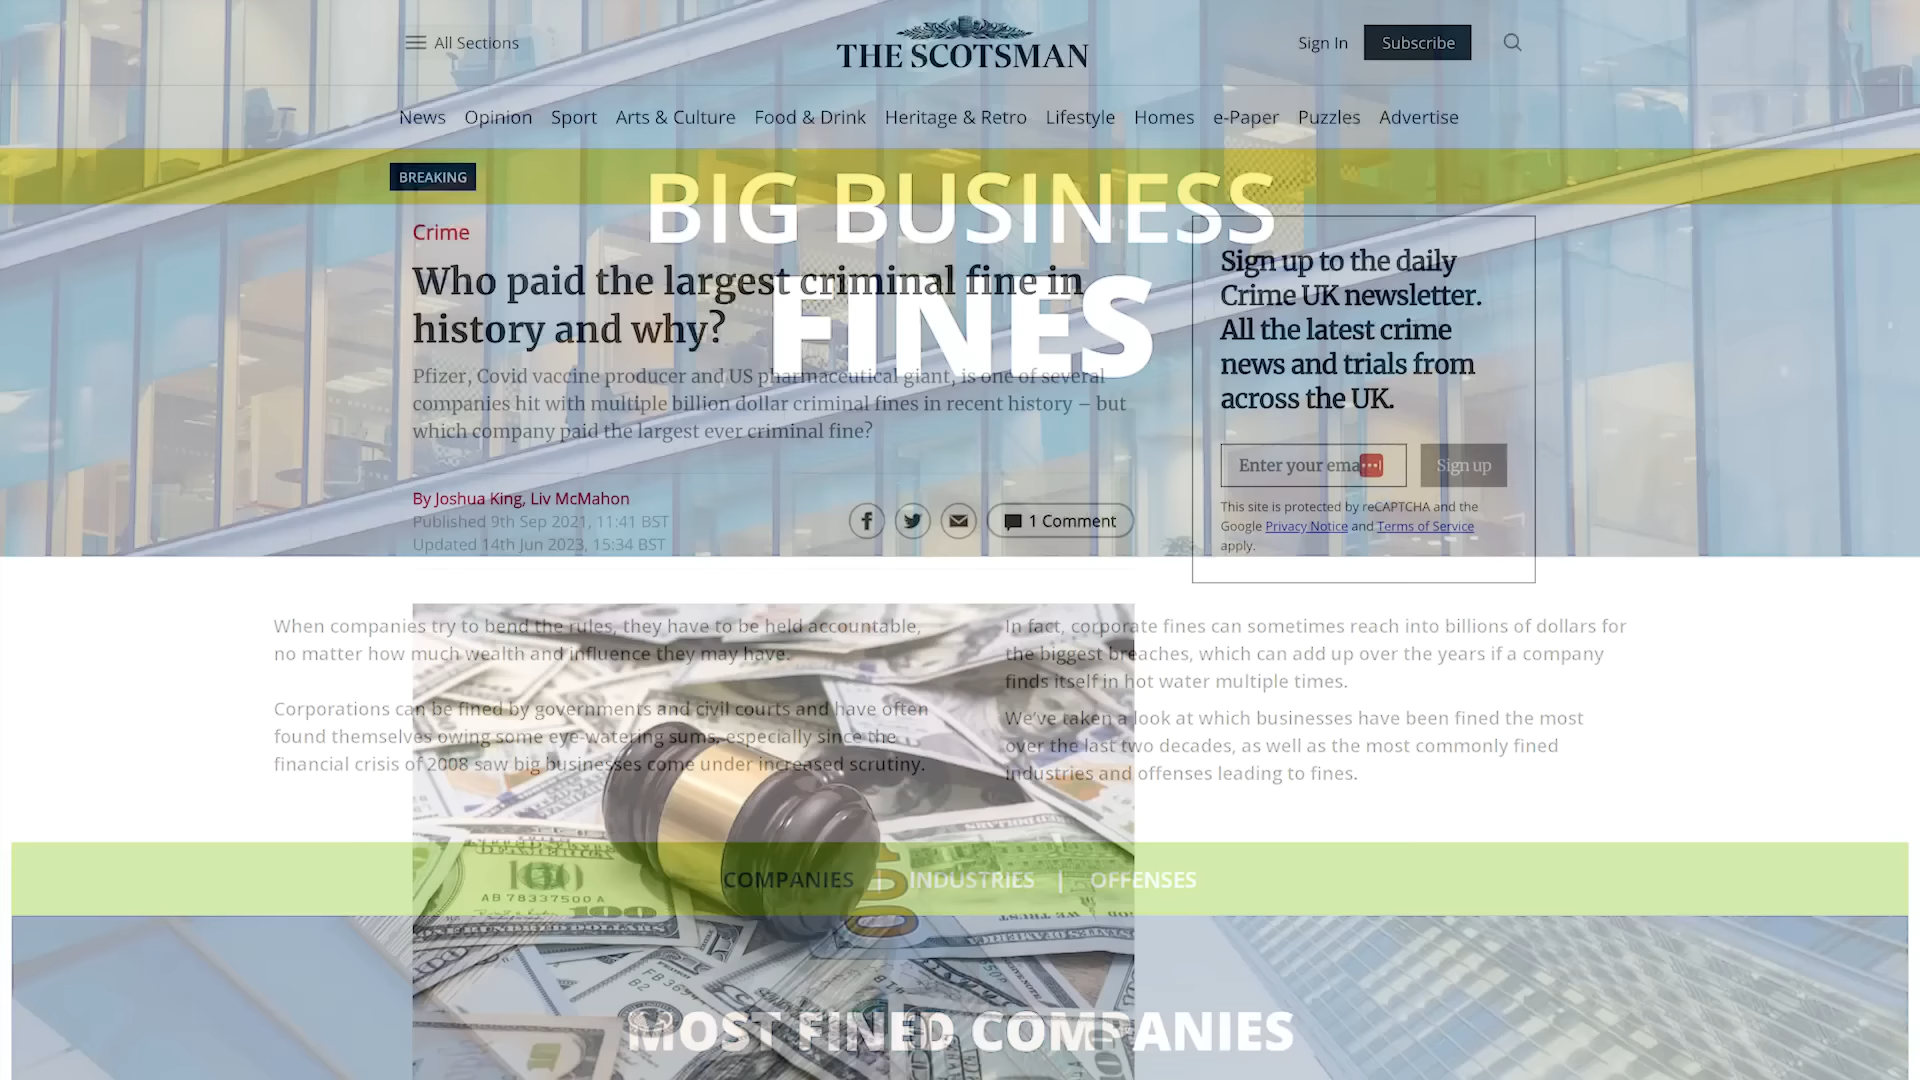 All Sections
THE SCOTSMAN
Sign In
Subscribe
News Opinion Sport Arts & Culture Food & Drink Heritage & Retro Lifestyle Homes e-Paper Puzzles Advertise
BREAKING
BIG BUSINESS
FINES
Crime
Who paid the largest criminal fine in
history and why?
Pfizer, Covid vaccine producer and US pharmaceutical giant, is one of several
companies hit with multiple billion dollar criminal fines in recent history – but
which company paid the largest ever criminal fine?
By Joshua King, Liv McMahon
Published 9th Sep 2021, 11:41 BST
Updated 14th Jun 2023, 15:34 BST
1 Comment
Sign up to the daily
Crime UK newsletter.
All the latest crime
news and trials from
across the UK.
Enter your ema
Sign up
This site is protected by reCAPTCHA and the
Google Privacy Notice and Terms of Service
apply.
When companies try to bend the rules, they have to be held accountable,
no matter how much wealth and influence they may have.
Corporations can be fined by governments and civil courts and have often
found themselves owing some eye-watering sums, especially since the
financial crisis of 2008 saw big businesses come under increased scrutiny.
In fact, corporate fines can sometimes reach into billions of dollars for
the biggest breaches, which can add up over the years if a company
finds itself in hot water multiple times.
We've taken a look at which businesses have been fined the most
over the last two decades, as well as the most commonly fined
industries and offenses leading to fines.
COMPANIES | INDUSTRIES | OFFENSES
100
AB 78337500 A
100
MOST FINED COMPANIES